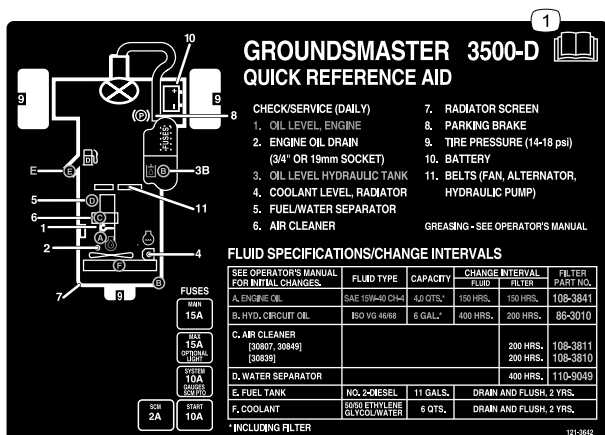 1
GROUNDSMASTER 3500-D
QUICK REFERENCE AID
CHECK/SERVICE (DAILY)
1. OIL LEVEL, ENGINE
2. ENGINE OIL DRAIN
(3/4" OR 19mm SOCKET)
3. OIL LEVEL HYDRAULIC TANK
4. COOLANT LEVEL, RADIATOR
5. FUEL/WATER SEPARATOR
6. AIR CLEANER
7. RADIATOR SCREEN
8. PARKING BRAKE
9. TIRE PRESSURE (14-18 psi)
10. BATTERY
11. BELTS (FAN, ALTERNATOR,
HYDRAULIC PUMP)
GREASING - SEE OPERATOR'S MANUAL
10
9
9
(P)
8
FUSES
E
E
B
3B
D
5
C
6
11
1
A
2
4
F
B
7
9
FUSES
MAIN
15A
MAX
15A
OPTIONAL
LIGHT
SYSTEM
10A
GAUGES
SCM PTO
SCM
2A
START
10A
FLUID SPECIFICATIONS/CHANGE INTERVALS
SEE OPERATOR'S MANUAL FOR INITIAL CHANGES. FLUID TYPE CAPACITY CHANGE INTERVAL FLUID FILTER FILTER PART NO.
A. ENGINE OIL SAE 15W-40 CH-4 4.0 QTS.* 150 HRS. 150 HRS. 108-3841
B. HYD. CIRCUIT OIL ISO VG 46/68 6 GAL.* 400 HRS. 200 HRS. 86-3010
C. AIR CLEANER
[30807, 30849] 200 HRS. 108-3811
[30839] 200 HRS. 108-3810
D. WATER SEPARATOR 400 HRS. 110-9049
E. FUEL TANK NO. 2-DIESEL 11 GALS. DRAIN AND FLUSH, 2 YRS.
F. COOLANT 50/50 ETHYLENE GLYCOL/WATER 6 QTS. DRAIN AND FLUSH, 2 YRS.
* INCLUDING FILTER
121-3642